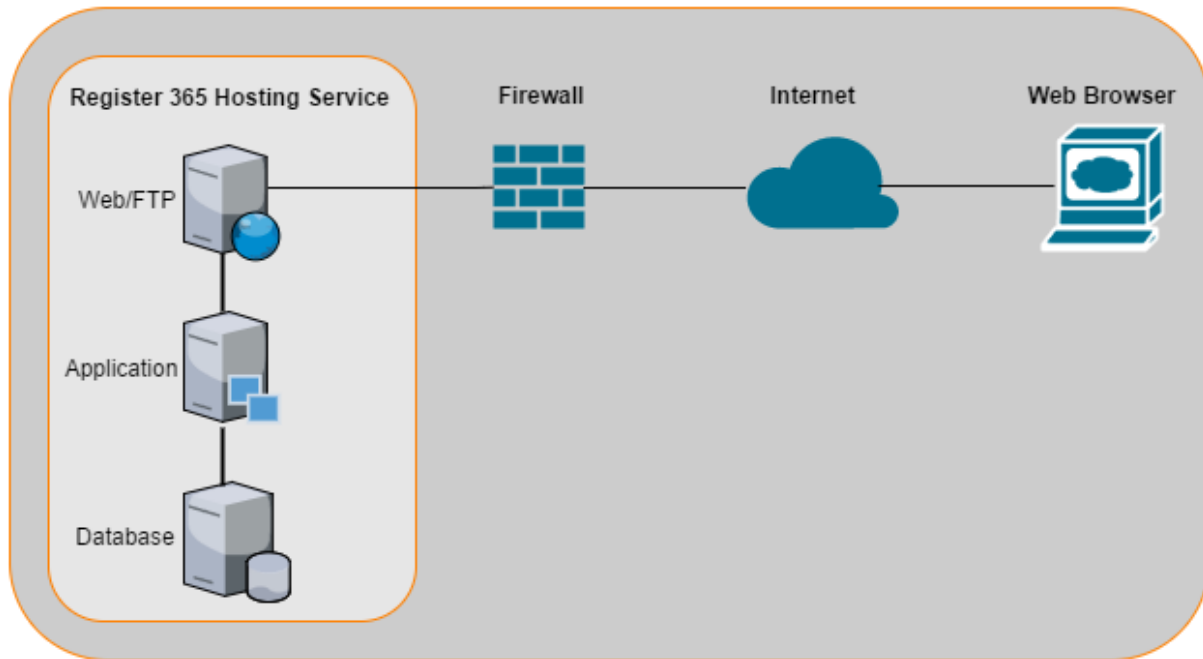 Register 365 Hosting Service
Firewall
Internet
Web Browser
Web/FTP
Application
Database